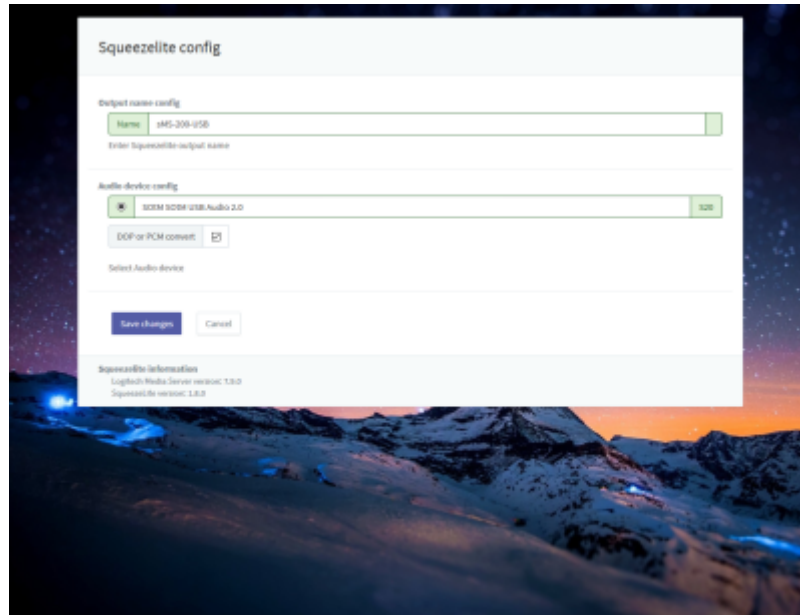 Squeezelite config
Output name config
Name sMS-200-USB
Enter Squeezelite output name
Audio device config
USB Audio 2.0
DOP or PCM convert
Select Audio device
Save changes Cancel
Squeezelite information
Logitech Media Server version: 7.9.0
Squeezelite version: 1.8.0